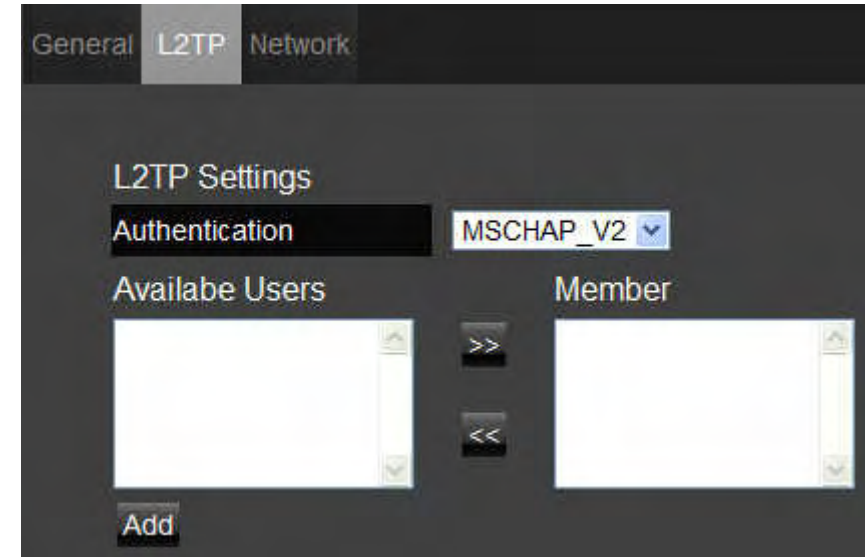 General L2TP Network
L2TP Settings
Authentication MSCHAP_V2
Availabe Users Member
>>
<<
Add